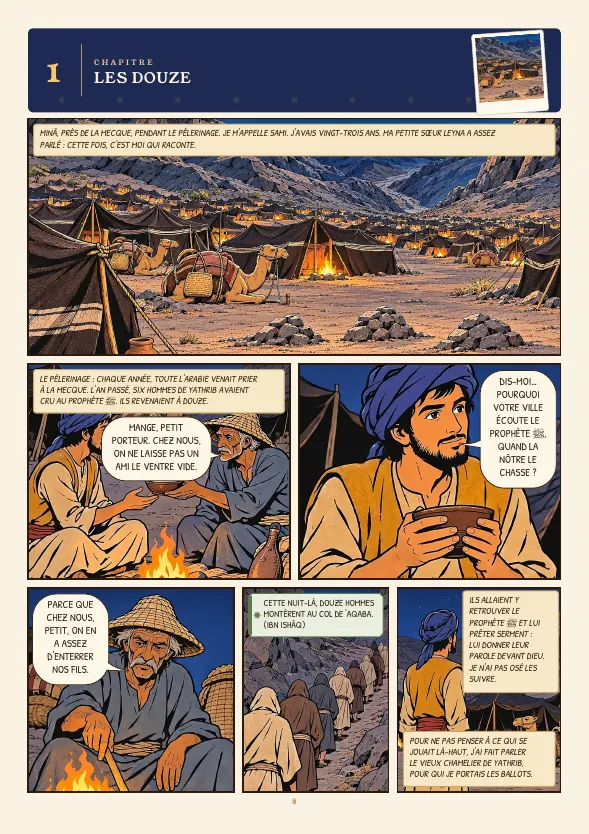 1
CHAPITRE
LES DOUZE
MINÂ, PRÈS DE LA MECQUE, PENDANT LE PÈLERINAGE. JE M'APPELLE SAMI. J'AVAIS VINGT-TROIS ANS. MA PETITE SŒUR LEYNA A ASSEZ
PARLÉ : CETTE FOIS, C'EST MOI QUI RACONTE.
LE PÈLERINAGE : CHAQUE ANNÉE, TOUTE L'ARABIE VENAIT PRIER
À LA MECQUE. L'AN PASSÉ, SIX HOMMES DE YATHRIB AVAIENT
CRU AU PROPHÈTE ﷺ. ILS REVENAIENT À DOUZE.
MANGE, PETIT
PORTEUR. CHEZ NOUS,
ON NE LAISSE PAS UN
AMI LE VENTRE VIDE.
DIS-MOI...
POURQUOI
VOTRE VILLE
ÉCOUTE LE
PROPHÈTE ﷺ,
QUAND LA
NÔTRE LE
CHASSE ?
PARCE QUE
CHEZ NOUS,
PETIT, ON EN
A ASSEZ
D'ENTERRER
NOS FILS.
CETTE NUIT-LÀ, DOUZE HOMMES
MONTÈRENT AU COL DE ʿAQABA.
(IBN ISHÂQ)
ILS ALLAIENT Y
RETROUVER LE
PROPHÈTE ﷺ ET LUI
PRÊTER SERMENT :
LUI DONNER LEUR
PAROLE DEVANT DIEU.
JE N'AI PAS OSÉ LES
SUIVRE.
POUR NE PAS PENSER À CE QUI SE
JOUAIT LÀ-HAUT, J'AI FAIT PARLER
LE VIEUX CHAMELIER DE YATHRIB,
POUR QUI JE PORTAIS LES BALLOTS.
8